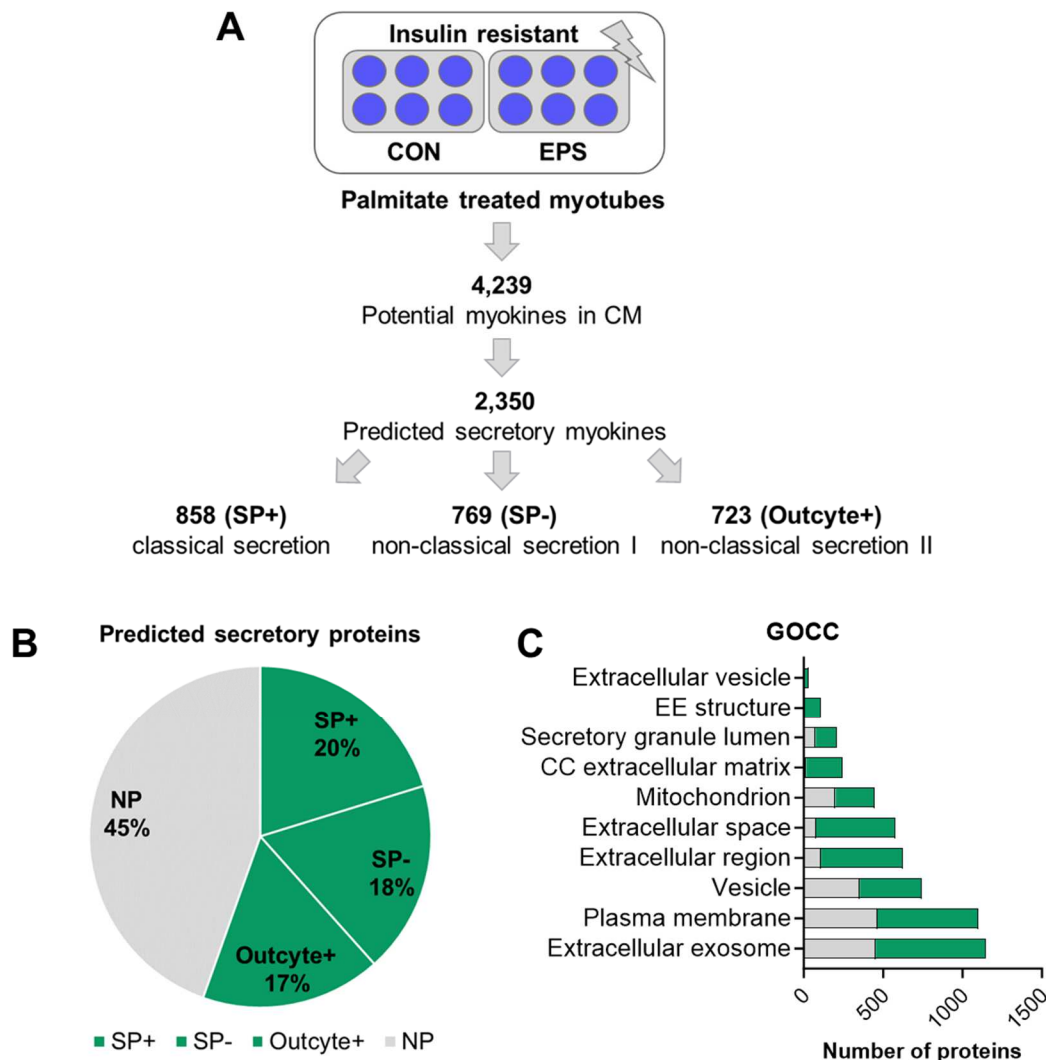 A
Insulin resistant
CON
EPS
Palmitate treated myotubes
4,239
Potential myokines in CM
2,350
Predicted secretory myokines
858 (SP+)
classical secretion
769 (SP-)
non-classical secretion I
723 (Outcyte+)
non-classical secretion II
B
Predicted secretory proteins
SP+
20%
NP
45%
SP-
18%
Outcyte+
17%
SP+ SP- Outcyte+ NP
C
GOCC
Extracellular vesicle
EE structure
Secretory granule lumen
CC extracellular matrix
Mitochondrion
Extracellular space
Extracellular region
Vesicle
Plasma membrane
Extracellular exosome
0 500 1000 1500
Number of proteins